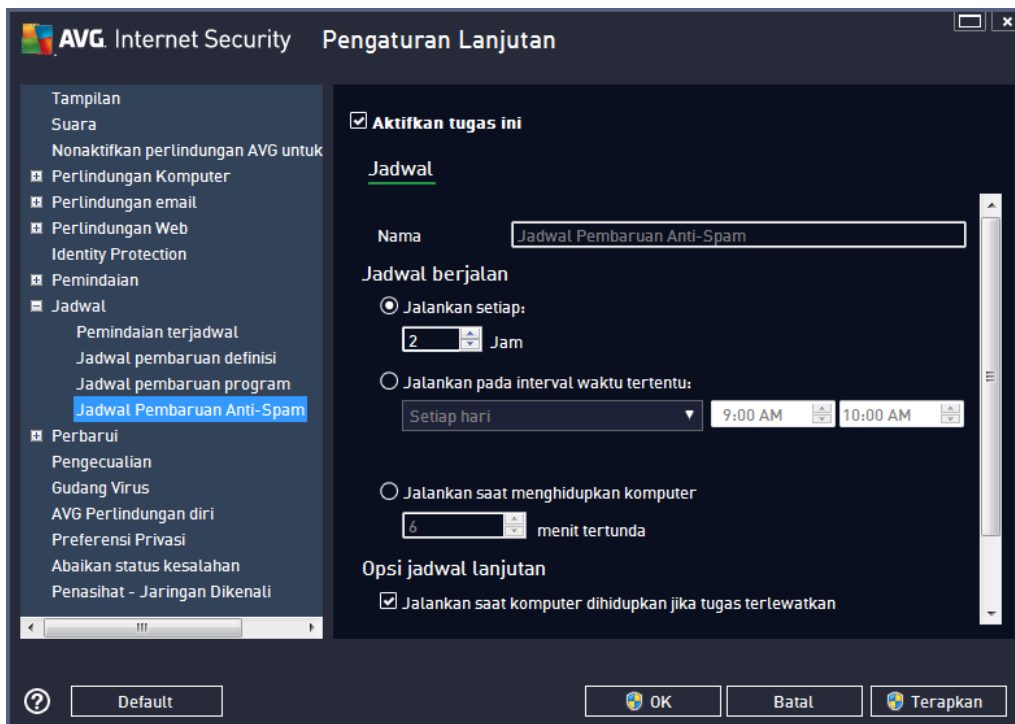 AVG. Internet Security Pengaturan Lanjutan
Tampilan
Suara
Nonaktifkan perlindungan AVG untuk
Perlindungan Komputer
Perlindungan email
Perlindungan Web
Identity Protection
Pemindaian
Jadwal
Pemindaian terjadwal
Jadwal pembaruan definisi
Jadwal pembaruan program
Jadwal Pembaruan Anti-Spam
Perbarui
Pengecualian
Gudang Virus
AVG Perlindungan diri
Preferensi Privasi
Abaikan status kesalahan
Penasihat - Jaringan Dikenali
Aktifkan tugas ini
Jadwal
Nama Jadwal Pembaruan Anti-Spam
Jadwal berjalan
Jalankan setiap:
2 Jam
Jalankan pada interval waktu tertentu:
Setiap hari 9:00 AM 10:00 AM
Jalankan saat menghidupkan komputer
6 menit tertunda
Opsi jadwal lanjutan
Jalankan saat komputer dihidupkan jika tugas terlewatkan
? Default OK Batal Terapkan